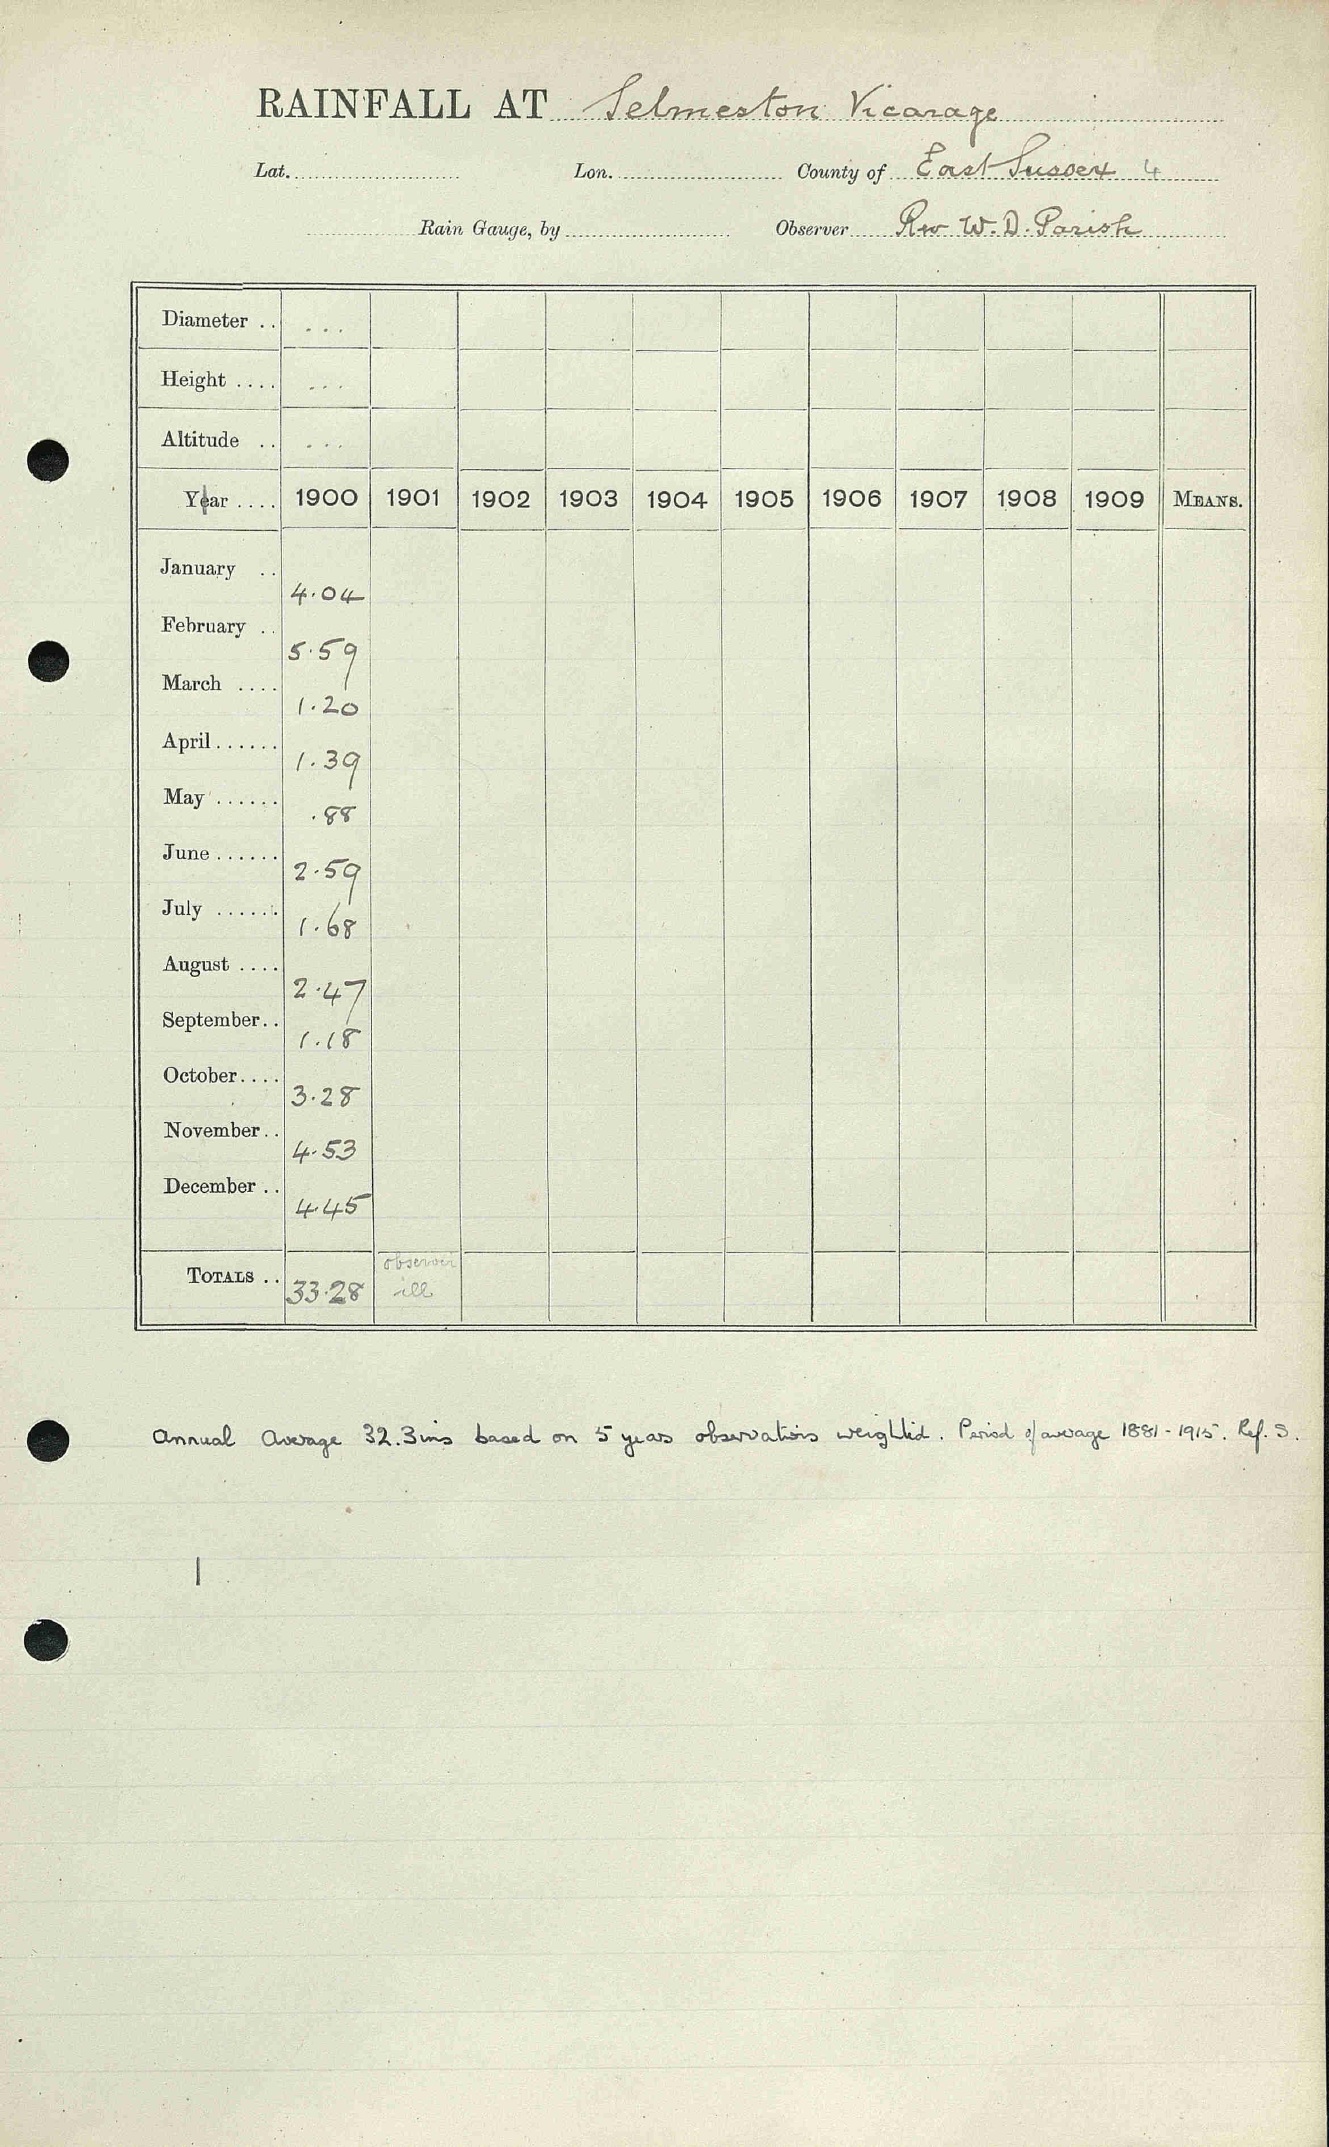 RAINFALL AT Selmeston Vicarage
Lat. Lon. County of East Sussex 4
Rain Gauge, by Observer Rev W. D. Parish
Diameter .. ...
Height .... ...
Altitude .. ...
Year .... 1900 1901 1902 1903 1904 1905 1906 1907 1908 1909 MEANS.
January .. 4.04
February .. 5.59
March .... 1.20
April...... 1.39
May ...... .88
June ...... 2.59
July ...... 1.68
August .... 2.47
September.. 1.18
October.... 3.28
November.. 4.53
December .. 4.45
TOTALS .. 33.28 observer ill
Annual Average 32.3 ins based on 5 years observations weighted. Period of average 1881-1915. Ref. S.